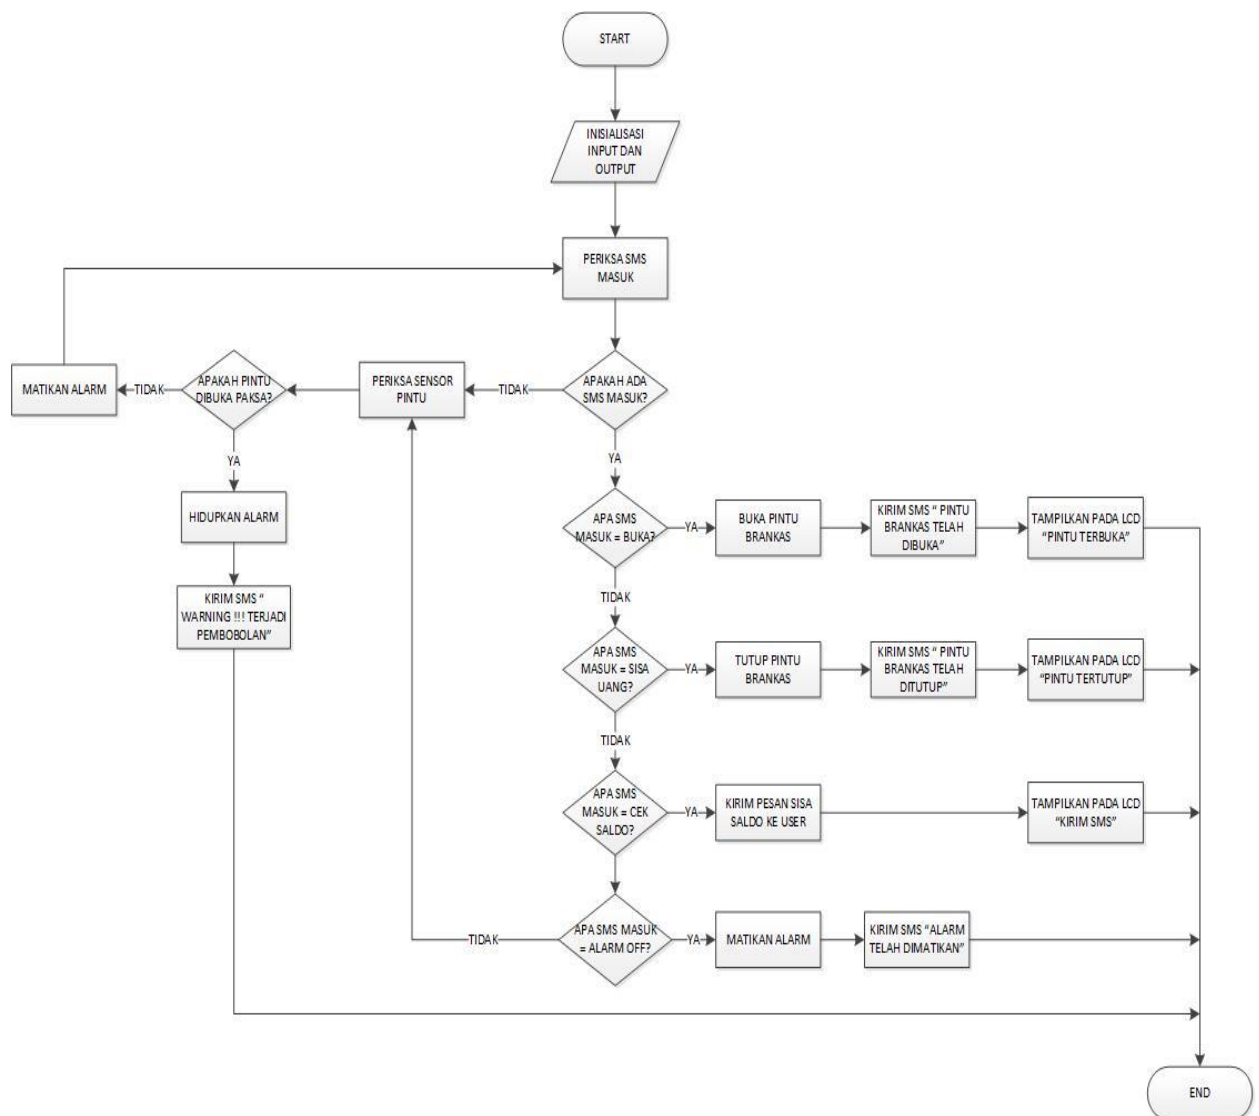 START
INISIALISASI
INPUT DAN
OUTPUT
PERIKSA SMS
MASUK
MATIKAN ALARM
TIDAK
APAKAH PINTU
DIBUKA PAKSA?
PERIKSA SENSOR
PINTU
TIDAK
APAKAH ADA
SMS MASUK?
YA
HIDUPKAN ALARM
KIRIM SMS “
WARNING !!! TERJADI
PEMBOBOLAN”
YA
APA SMS
MASUK = BUKA?
YA
BUKA PINTU
BRANKAS
KIRIM SMS “ PINTU
BRANKAS TELAH
DIBUKA”
TAMPILKAN PADA LCD
“PINTU TERBUKA”
TIDAK
APA SMS
MASUK = SISA
UANG?
YA
TUTUP PINTU
BRANKAS
KIRIM SMS “ PINTU
BRANKAS TELAH
DITUTUP”
TAMPILKAN PADA LCD
“PINTU TERTUTUP”
TIDAK
APA SMS
MASUK = CEK
SALDO?
YA
KIRIM PESAN SISA
SALDO KE USER
TAMPILKAN PADA LCD
“KIRIM SMS”
TIDAK
APA SMS MASUK
= ALARM OFF?
YA
MATIKAN ALARM
KIRIM SMS “ALARM
TELAH DIMATIKAN”
END